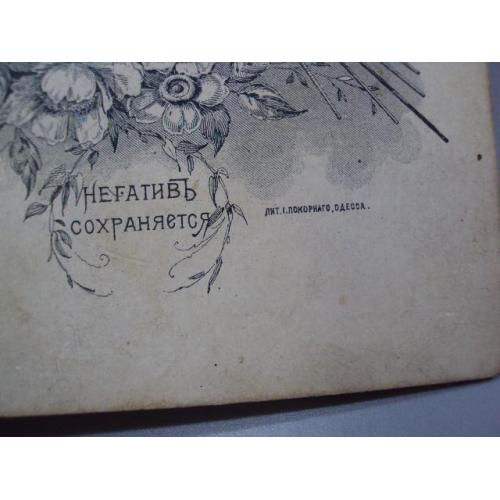 НЕГАТИВЪ
СОХРАНЯЕТСЯ
ЛИТ. І. ПОКОРНАГО, ОДЕССА.